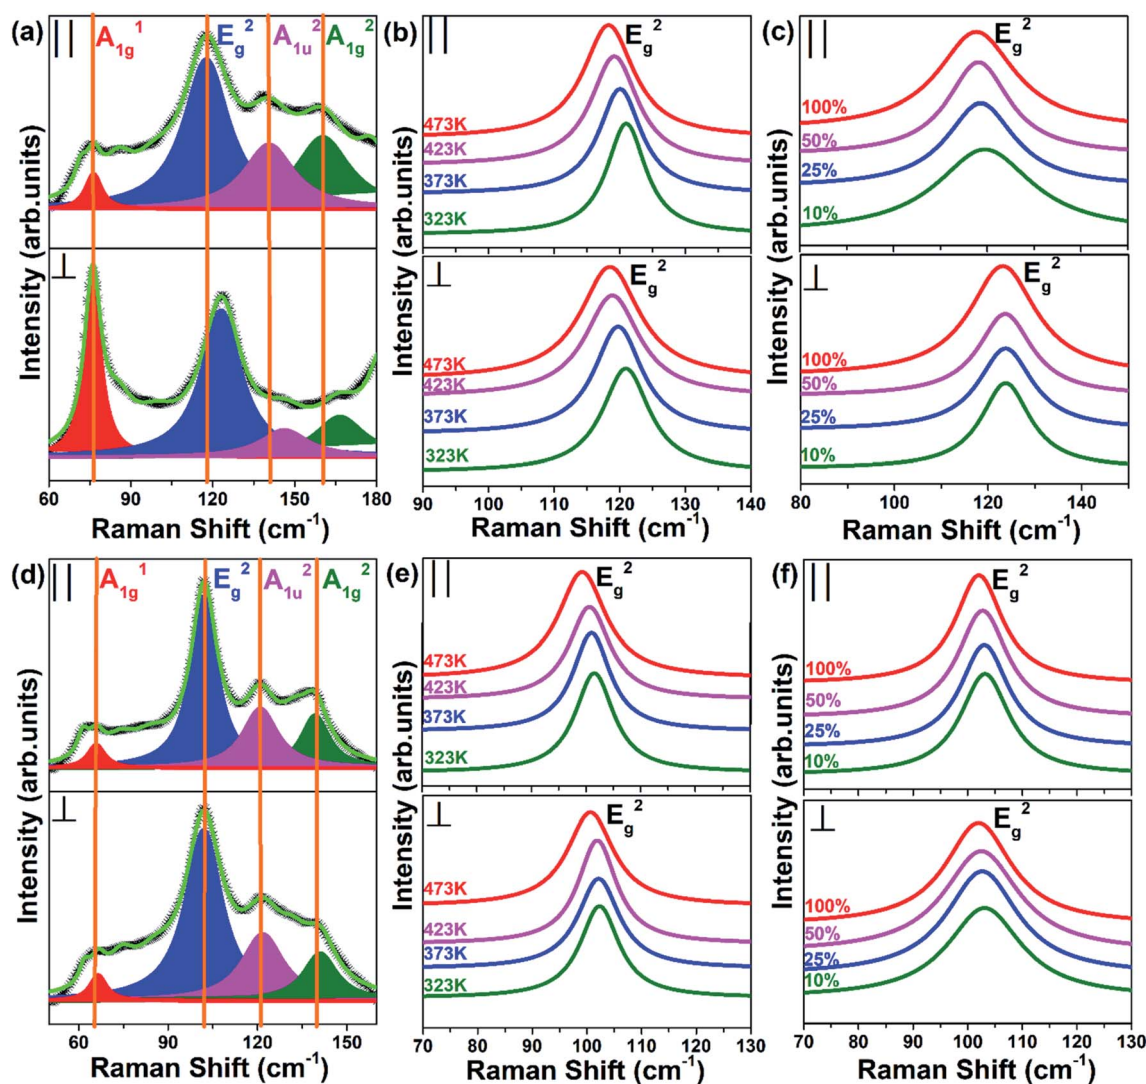 (a) || A₁g¹ Eg² A₁u² A₁g²
⊥
Intensity (arb.units)
60 90 120 150 180
Raman Shift (cm⁻¹)
(b) || Eg²
473K
423K
373K
323K
⊥ Eg²
473K
423K
373K
323K
Intensity (arb.units)
90 100 110 120 130 140
Raman Shift (cm⁻¹)
(c) || Eg²
100%
50%
25%
10%
⊥ Eg²
100%
50%
25%
10%
Intensity (arb.units)
80 100 120 140
Raman Shift (cm⁻¹)
(d) || A₁g¹ Eg² A₁u² A₁g²
⊥
Intensity (arb.units)
60 90 120 150
Raman Shift (cm⁻¹)
(e) || Eg²
473K
423K
373K
323K
⊥ Eg²
473K
423K
373K
323K
Intensity (arb.units)
70 80 90 100 110 120 130
Raman Shift (cm⁻¹)
(f) || Eg²
100%
50%
25%
10%
⊥ Eg²
100%
50%
25%
10%
Intensity (arb.units)
70 80 90 100 110 120 130
Raman Shift (cm⁻¹)